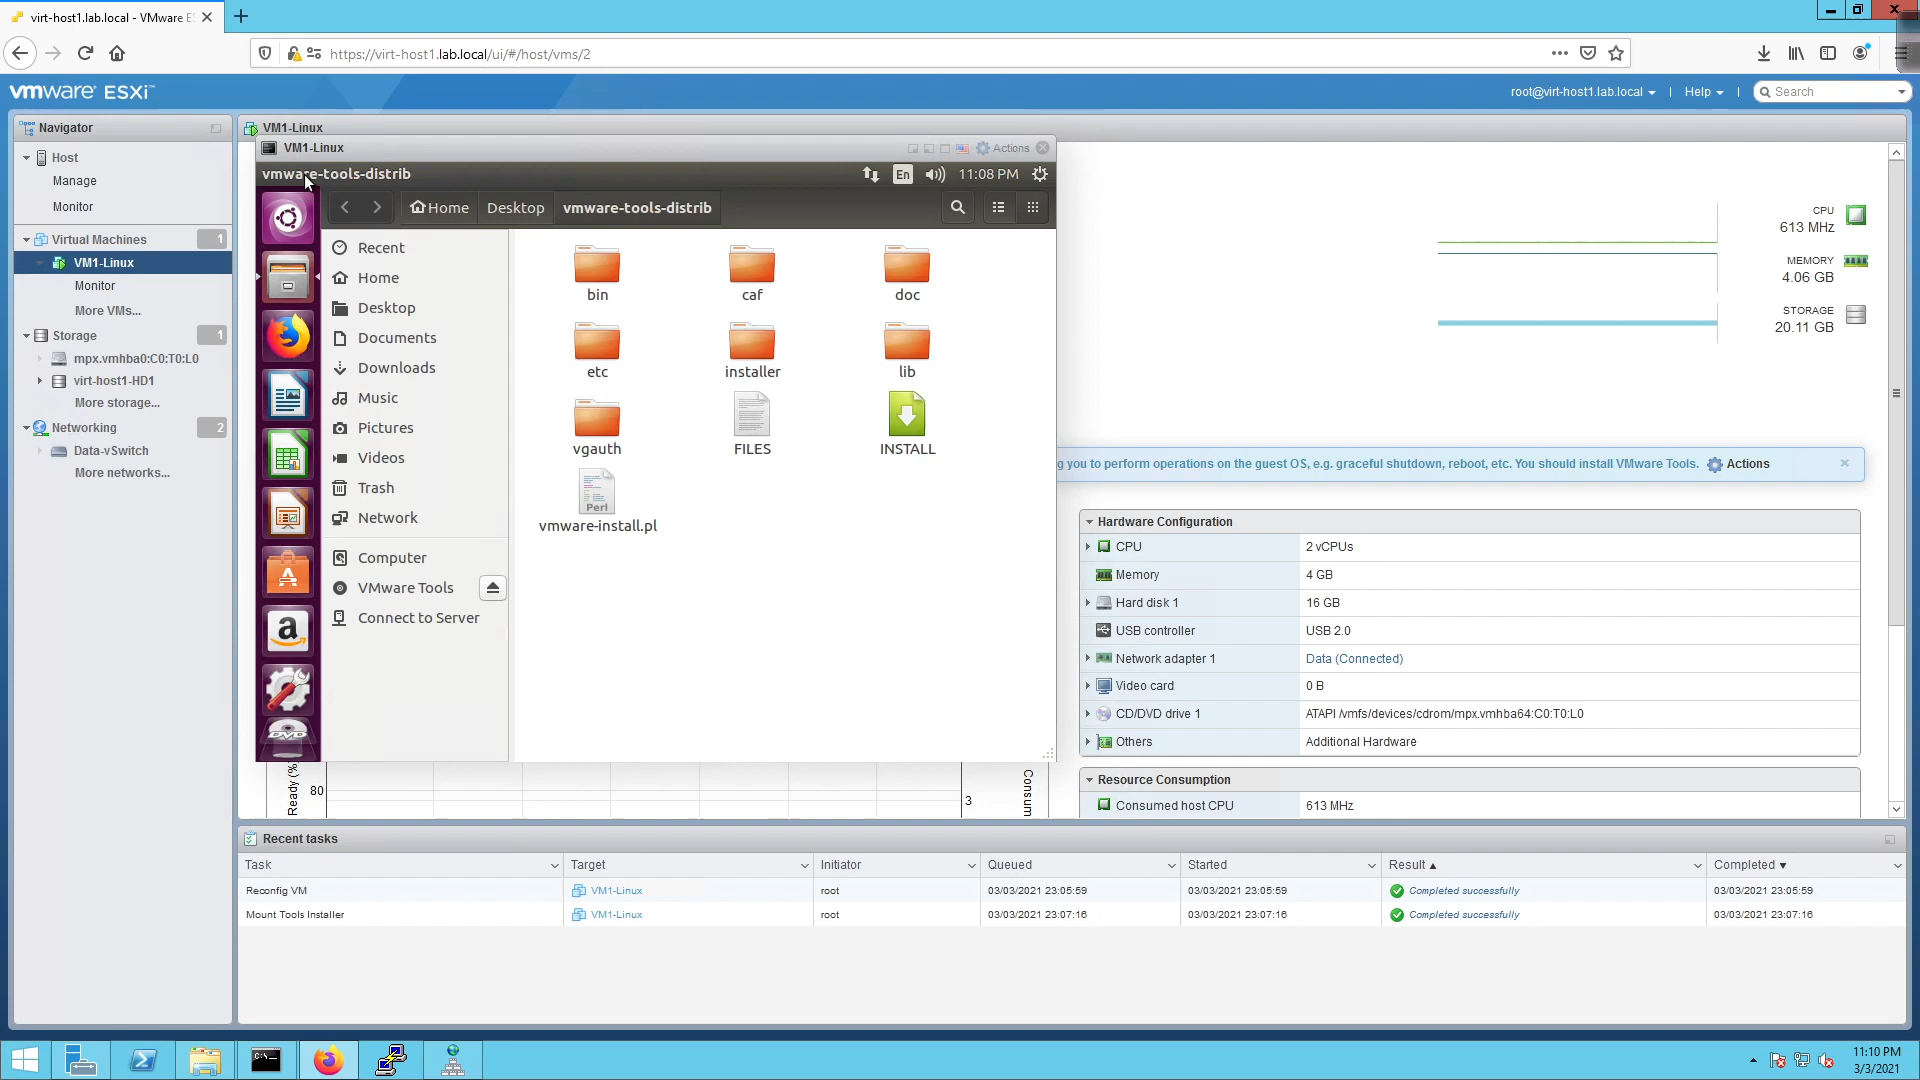 virt-host1.lab.local - VMware E
https://virt-host1.lab.local/ui/#/host/vms/2
vmware ESXi™
root@virt-host1.lab.local
|
Help
|
Search
Navigator
Host
Manage
Monitor
Virtual Machines
1
VM1-Linux
Monitor
More VMs...
Storage
1
mpx.vmhba0:C0:T0:L0
virt-host1-HD1
More storage...
Networking
2
Data-vSwitch
More networks...
VM1-Linux
VM1-Linux
Actions
vmware-tools-distrib
En
11:08 PM
Home
Desktop
vmware-tools-distrib
Recent
Home
Desktop
Documents
Downloads
Music
Pictures
Videos
Trash
Network
Computer
VMware Tools
Connect to Server
bin
caf
doc
etc
installer
lib
vgauth
FILES
INSTALL
Perl
vmware-install.pl
DVD
CPU
613 MHz
MEMORY
4.06 GB
STORAGE
20.11 GB
g you to perform operations on the guest OS, e.g. graceful shutdown, reboot, etc. You should install VMware Tools.
Actions
Hardware Configuration
CPU
2 vCPUs
Memory
4 GB
Hard disk 1
16 GB
USB controller
USB 2.0
Network adapter 1
Data (Connected)
Video card
0 B
CD/DVD drive 1
ATAPI /vmfs/devices/cdrom/mpx.vmhba64:C0:T0:L0
Others
Additional Hardware
Resource Consumption
Consumed host CPU
613 MHz
Ready (%
80
3
Consum
Recent tasks
Task
Target
Initiator
Queued
Started
Result
Completed
Reconfig VM
VM1-Linux
root
03/03/2021 23:05:59
03/03/2021 23:05:59
Completed successfully
03/03/2021 23:05:59
Mount Tools Installer
VM1-Linux
root
03/03/2021 23:07:16
03/03/2021 23:07:16
Completed successfully
03/03/2021 23:07:16
11:10 PM
3/3/2021